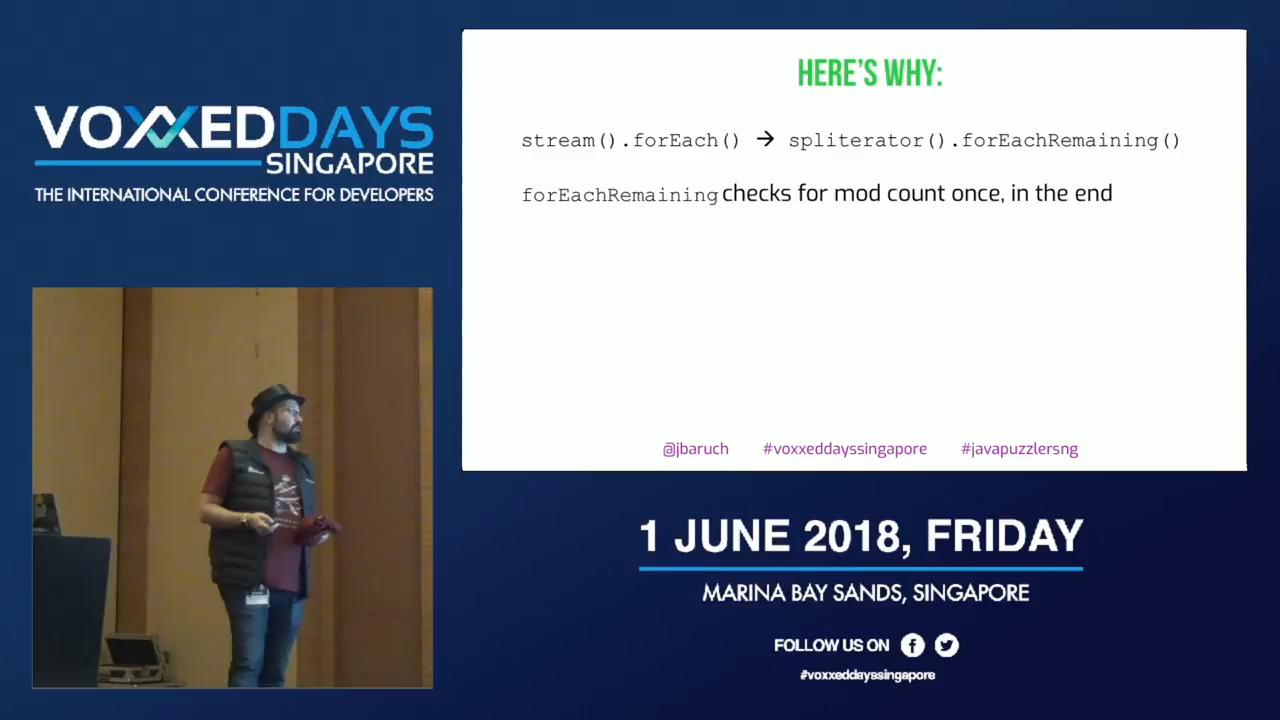 VOXXEDDAYS
SINGAPORE
THE INTERNATIONAL CONFERENCE FOR DEVELOPERS
HERE'S WHY:
stream().forEach() → spliterator().forEachRemaining()
forEachRemaining checks for mod count once, in the end
@jbaruch #voxxeddayssingapore #javapuzzlersng
1 JUNE 2018, FRIDAY
MARINA BAY SANDS, SINGAPORE
FOLLOW US ON
#voxxeddayssingapore